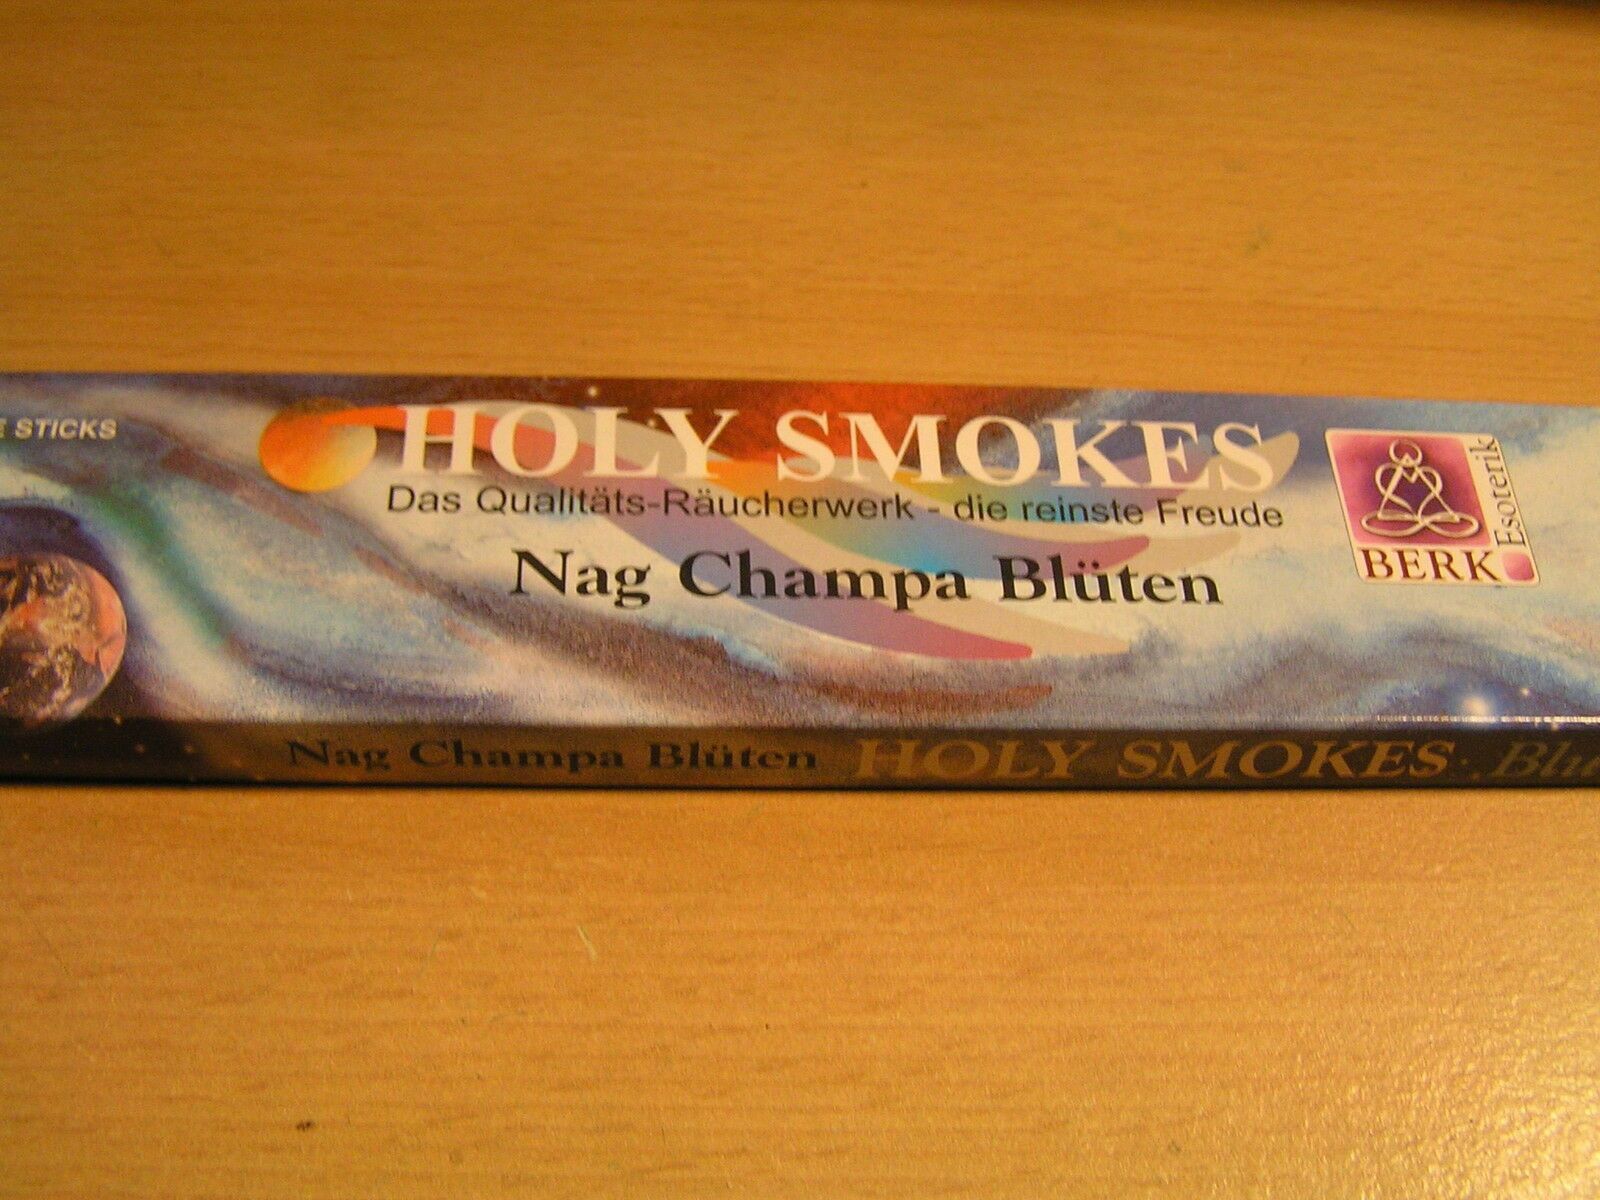 STICKS
HOLY SMOKES
Das Qualitäts-Räucherwerk - die reinste Freude
Nag Champa Blüten
BERK
Esoterik
Nag Champa Blüten HOLY SMOKES